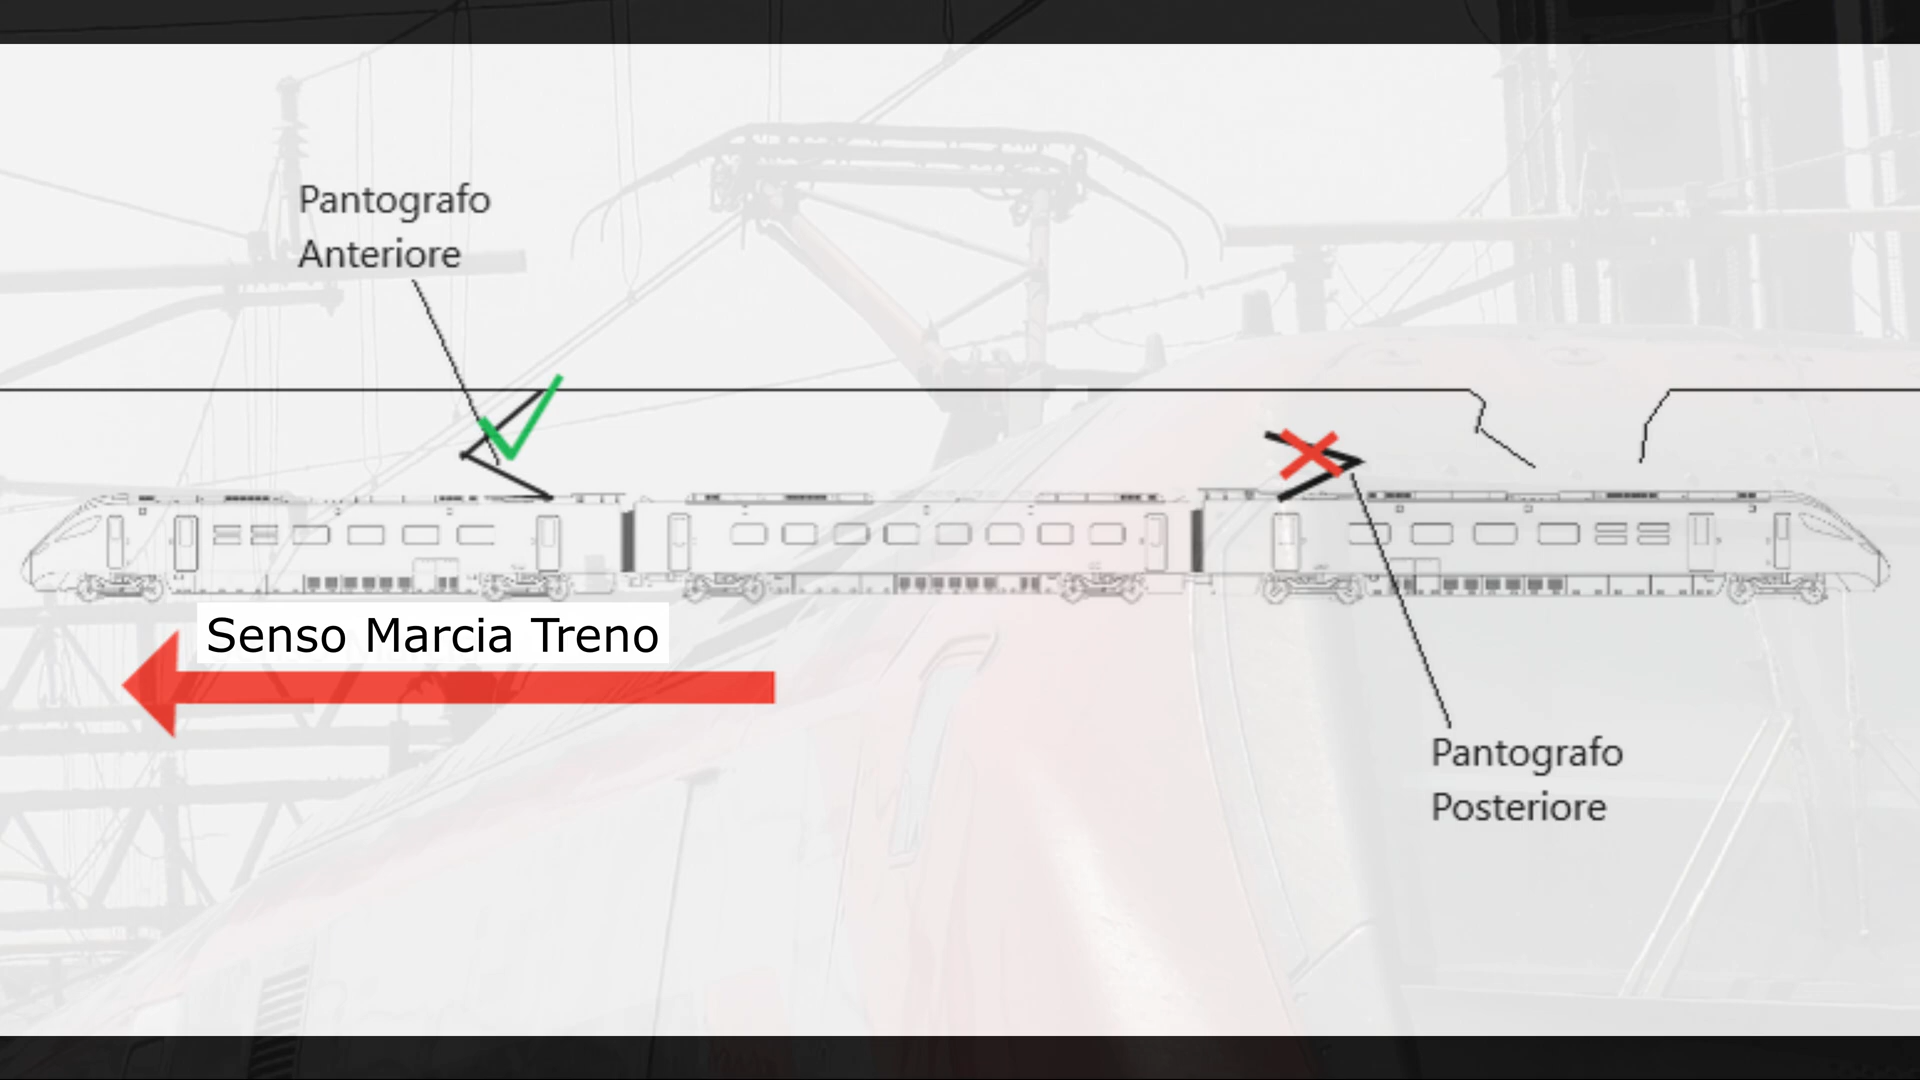 Pantografo
Anteriore
Senso Marcia Treno
Pantografo
Posteriore